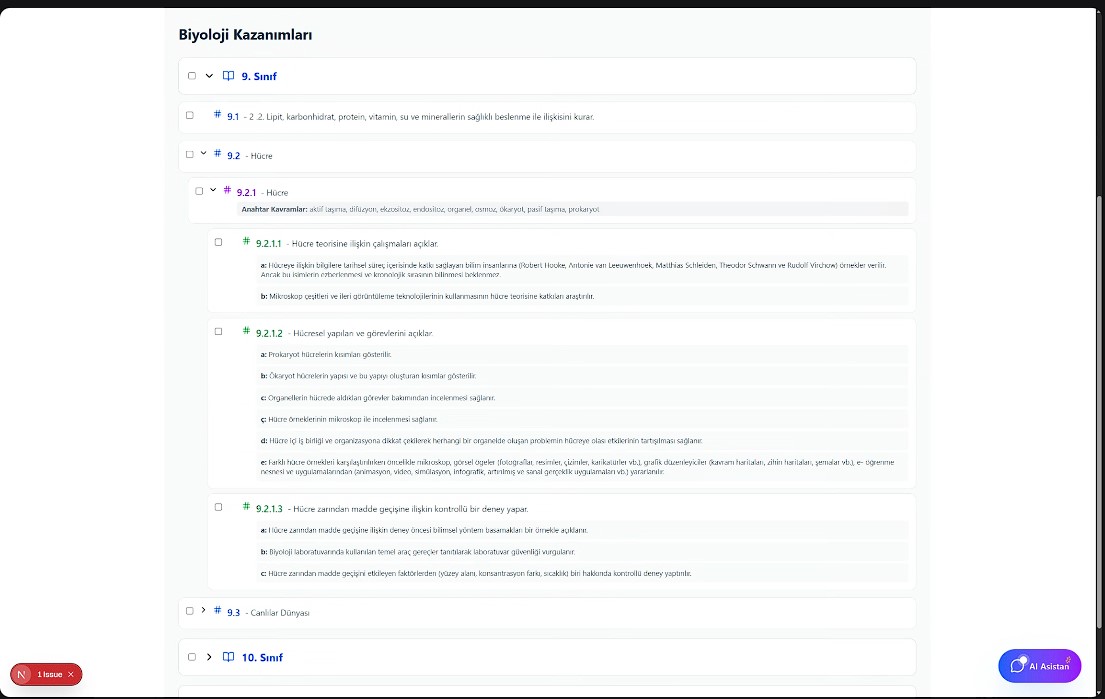 Biyoloji Kazanımları
9. Sınıf
# 9.1 - 2 .2. Lipit, karbonhidrat, protein, vitamin, su ve minerallerin sağlıklı beslenme ile ilişkisini kurar.
# 9.2 - Hücre
# 9.2.1 - Hücre
Anahtar Kavramlar: aktif taşıma, difüzyon, ekzositoz, endositoz, organel, osmoz, ökaryot, pasif taşıma, prokaryot
# 9.2.1.1 - Hücre teorisine ilişkin çalışmaları açıklar.
a: Hücreye ilişkin bilgilere tarihsel süreç içerisinde katkı sağlayan bilim insanlarına (Robert Hooke, Antonie van Leeuwenhoek, Matthias Schleiden, Theodor Schwann ve Rudolf Virchow) örnekler verilir.
Ancak bu isimlerin ezberlenmesi ve kronolojik sırasının bilinmesi beklenmez.
b: Mikroskop çeşitleri ve ileri görüntüleme teknolojilerinin kullanmasının hücre teorisine katkıları araştırılır.
# 9.2.1.2 - Hücresel yapıları ve görevlerini açıklar.
a: Prokaryot hücrelerin kısımları gösterilir.
b: Ökaryot hücrelerin yapısı ve bu yapıyı oluşturan kısımlar gösterilir.
c: Organellerin hücrede aldıkları görevler bakımından incelenmesi sağlanır.
ç: Hücre örneklerinin mikroskop ile incelenmesi sağlanır.
d: Hücre içi iş birliği ve organizasyona dikkat çekilerek herhangi bir organelde oluşan problemin hücreye olası etkilerinin tartışılması sağlanır.
e: Farklı hücre örnekleri karşılaştırılırken öncelikle mikroskop, görsel ögeler (fotoğraflar, resimler, çizimler, karikatürler vb.), grafik düzenleyiciler (kavram haritaları, zihin haritaları, şemalar vb.), e- öğrenme
nesnesi ve uygulamalarından (animasyon, video, simülasyon, infografik, artırılmış ve sanal gerçeklik uygulamaları vb.) yararlanılır.
# 9.2.1.3 - Hücre zarından madde geçişine ilişkin kontrollü bir deney yapar.
a: Hücre zarından madde geçişine ilişkin deney öncesi bilimsel yöntem basamakları bir örnekle açıklanır.
b: Biyoloji laboratuvarında kullanılan temel araç gereçler tanıtılarak laboratuvar güvenliği vurgulanır.
c: Hücre zarından madde geçişini etkileyen faktörlerden (yüzey alanı, konsantrasyon farkı, sıcaklık) biri hakkında kontrollü deney yaptırılır.
# 9.3 - Canlılar Dünyası
10. Sınıf
N 1 Issue
AI Asistan